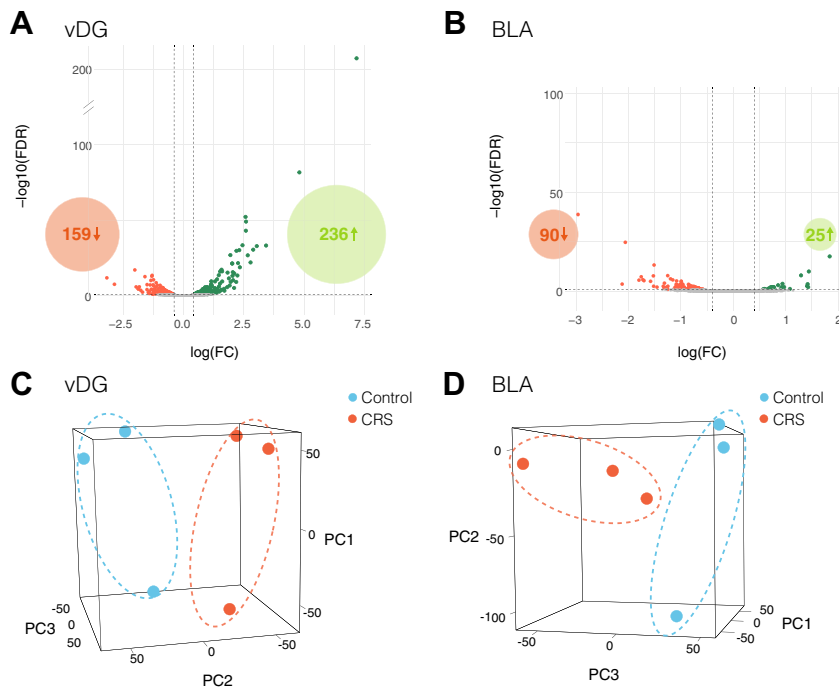 A vDG
200
100
0
−log10(FDR)
159↓
236↑
−2.5 0.0 2.5 5.0 7.5
log(FC)
B BLA
100
50
0
−log10(FDR)
90↓
25↑
−3 −2 −1 0 1 2
log(FC)
C vDG
Control
CRS
50
0
-50
PC1
-50
0
50
PC3
50 0 -50
PC2
D BLA
Control
CRS
0
-50
-100
PC2
-50 0 50
PC3
50
0
-50
PC1